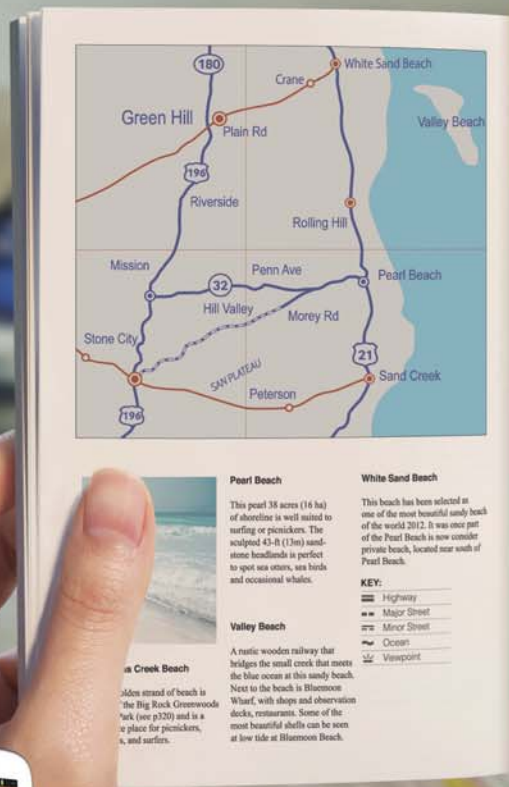 180
White Sand Beach
Crane
Green Hill
Plain Rd
Valley Beach
196
Riverside
Rolling Hill
Mission
Penn Ave
Pearl Beach
32
Hill Valley
Morey Rd
Stone City
21
SAN PLATEAU
Sand Creek
Peterson
196
Pearl Beach
This pearl 38 acres (16 ha)
of shoreline is well suited to
surfing or picnickers. The
sculpted 43-ft (13m) sand-
stone headlands is perfect
to spot sea otters, sea birds
and occasional whales.
Valley Beach
A rustic wooden railway that
bridges the small creek that meets
the blue ocean at this sandy beach.
Next to the beach is Bluemoon
Wharf, with shops and observation
decks, restaurants. Some of the
most beautiful shells can be seen
at low tide at Bluemoon Beach.
White Sand Beach
This beach has been selected as
one of the most beautiful sandy beach
of the world 2012. It was once part
of the Pearl Beach is now consider
private beach, located near south of
Pearl Beach.
KEY:
Highway
Major Street
Minor Street
Ocean
Viewpoint
Creek Beach
strand of beach is
the Big Rock Greenwoods
Park (see p320) and is a
place for picnickers,
and surfers.